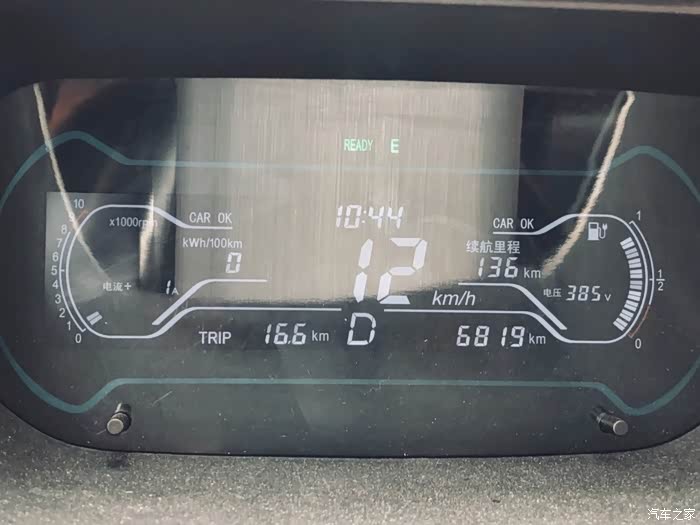 READY E
10:44
12
km/h
D
10
9
8
7
6
5
4
3
2
1
0
x1000rpm
CAR OK
kWh/100km
0
电流+ 1A
TRIP 16.6 km
CAR OK
续航里程
136 km
电压 385 v
6819 km
1
1/2
0
汽车之家